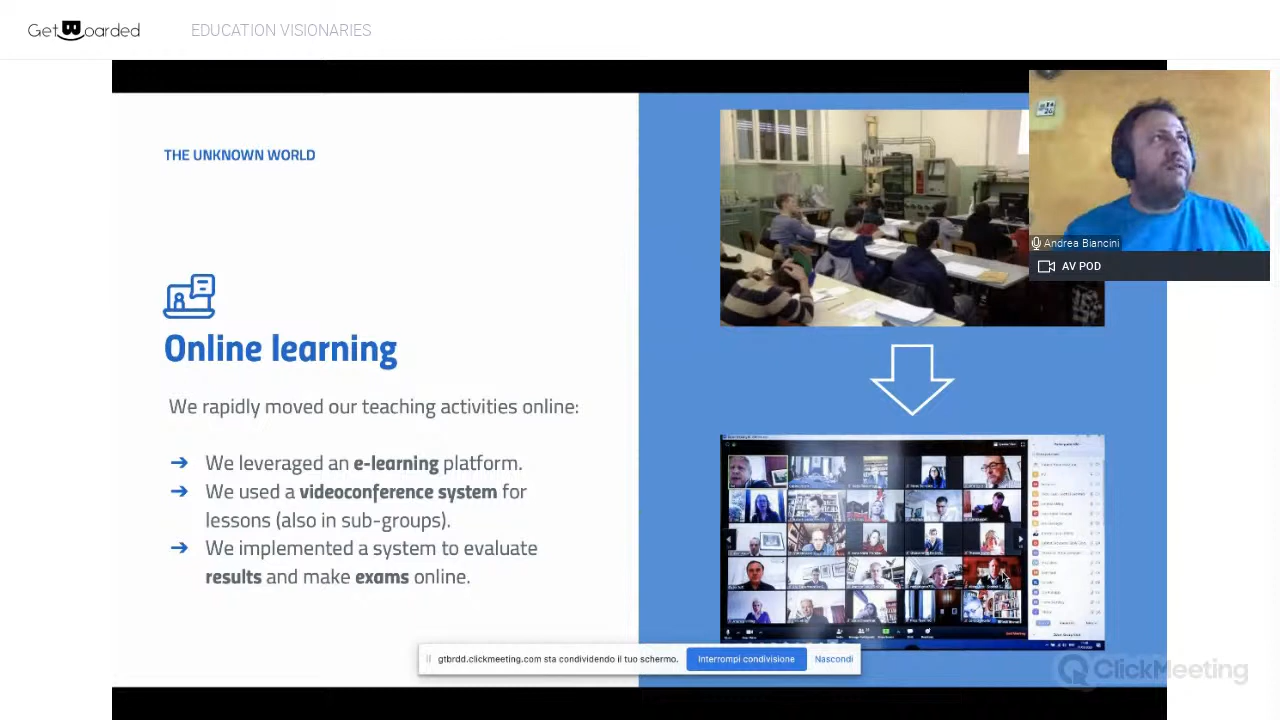 GetBoarded
EDUCATION VISIONARIES
THE UNKNOWN WORLD
Online learning
We rapidly moved our teaching activities online:
➔ We leveraged an e-learning platform.
➔ We used a videoconference system for
lessons (also in sub-groups).
➔ We implemented a system to evaluate
results and make exams online.
Andrea Biancini
AV POD
gtbrdd.clickmeeting.com sta condividendo il tuo schermo.
Interrompi condivisione
Nascondi
ClickMeeting